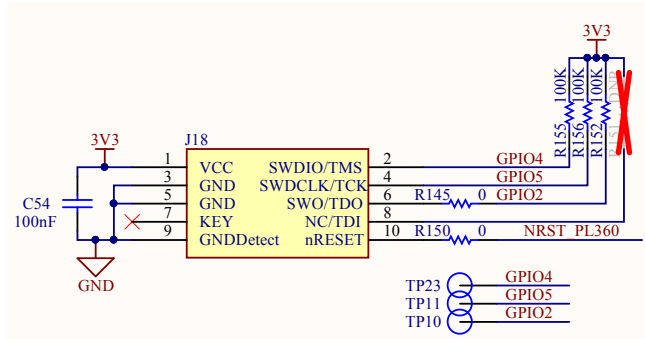 3V3
100K
100K
100K
DNP
R155
R156
R152
R151
3V3
J18
1
VCC
SWDIO/TMS
2
GPIO4
3
GND
SWDCLK/TCK
4
GPIO5
5
GND
SWO/TDO
6
R145
0
GPIO2
7
KEY
NC/TDI
8
9
GNDDetect
nRESET
10
R150
0
NRST_PL360
C54
100nF
GND
TP23
GPIO4
TP11
GPIO5
TP10
GPIO2